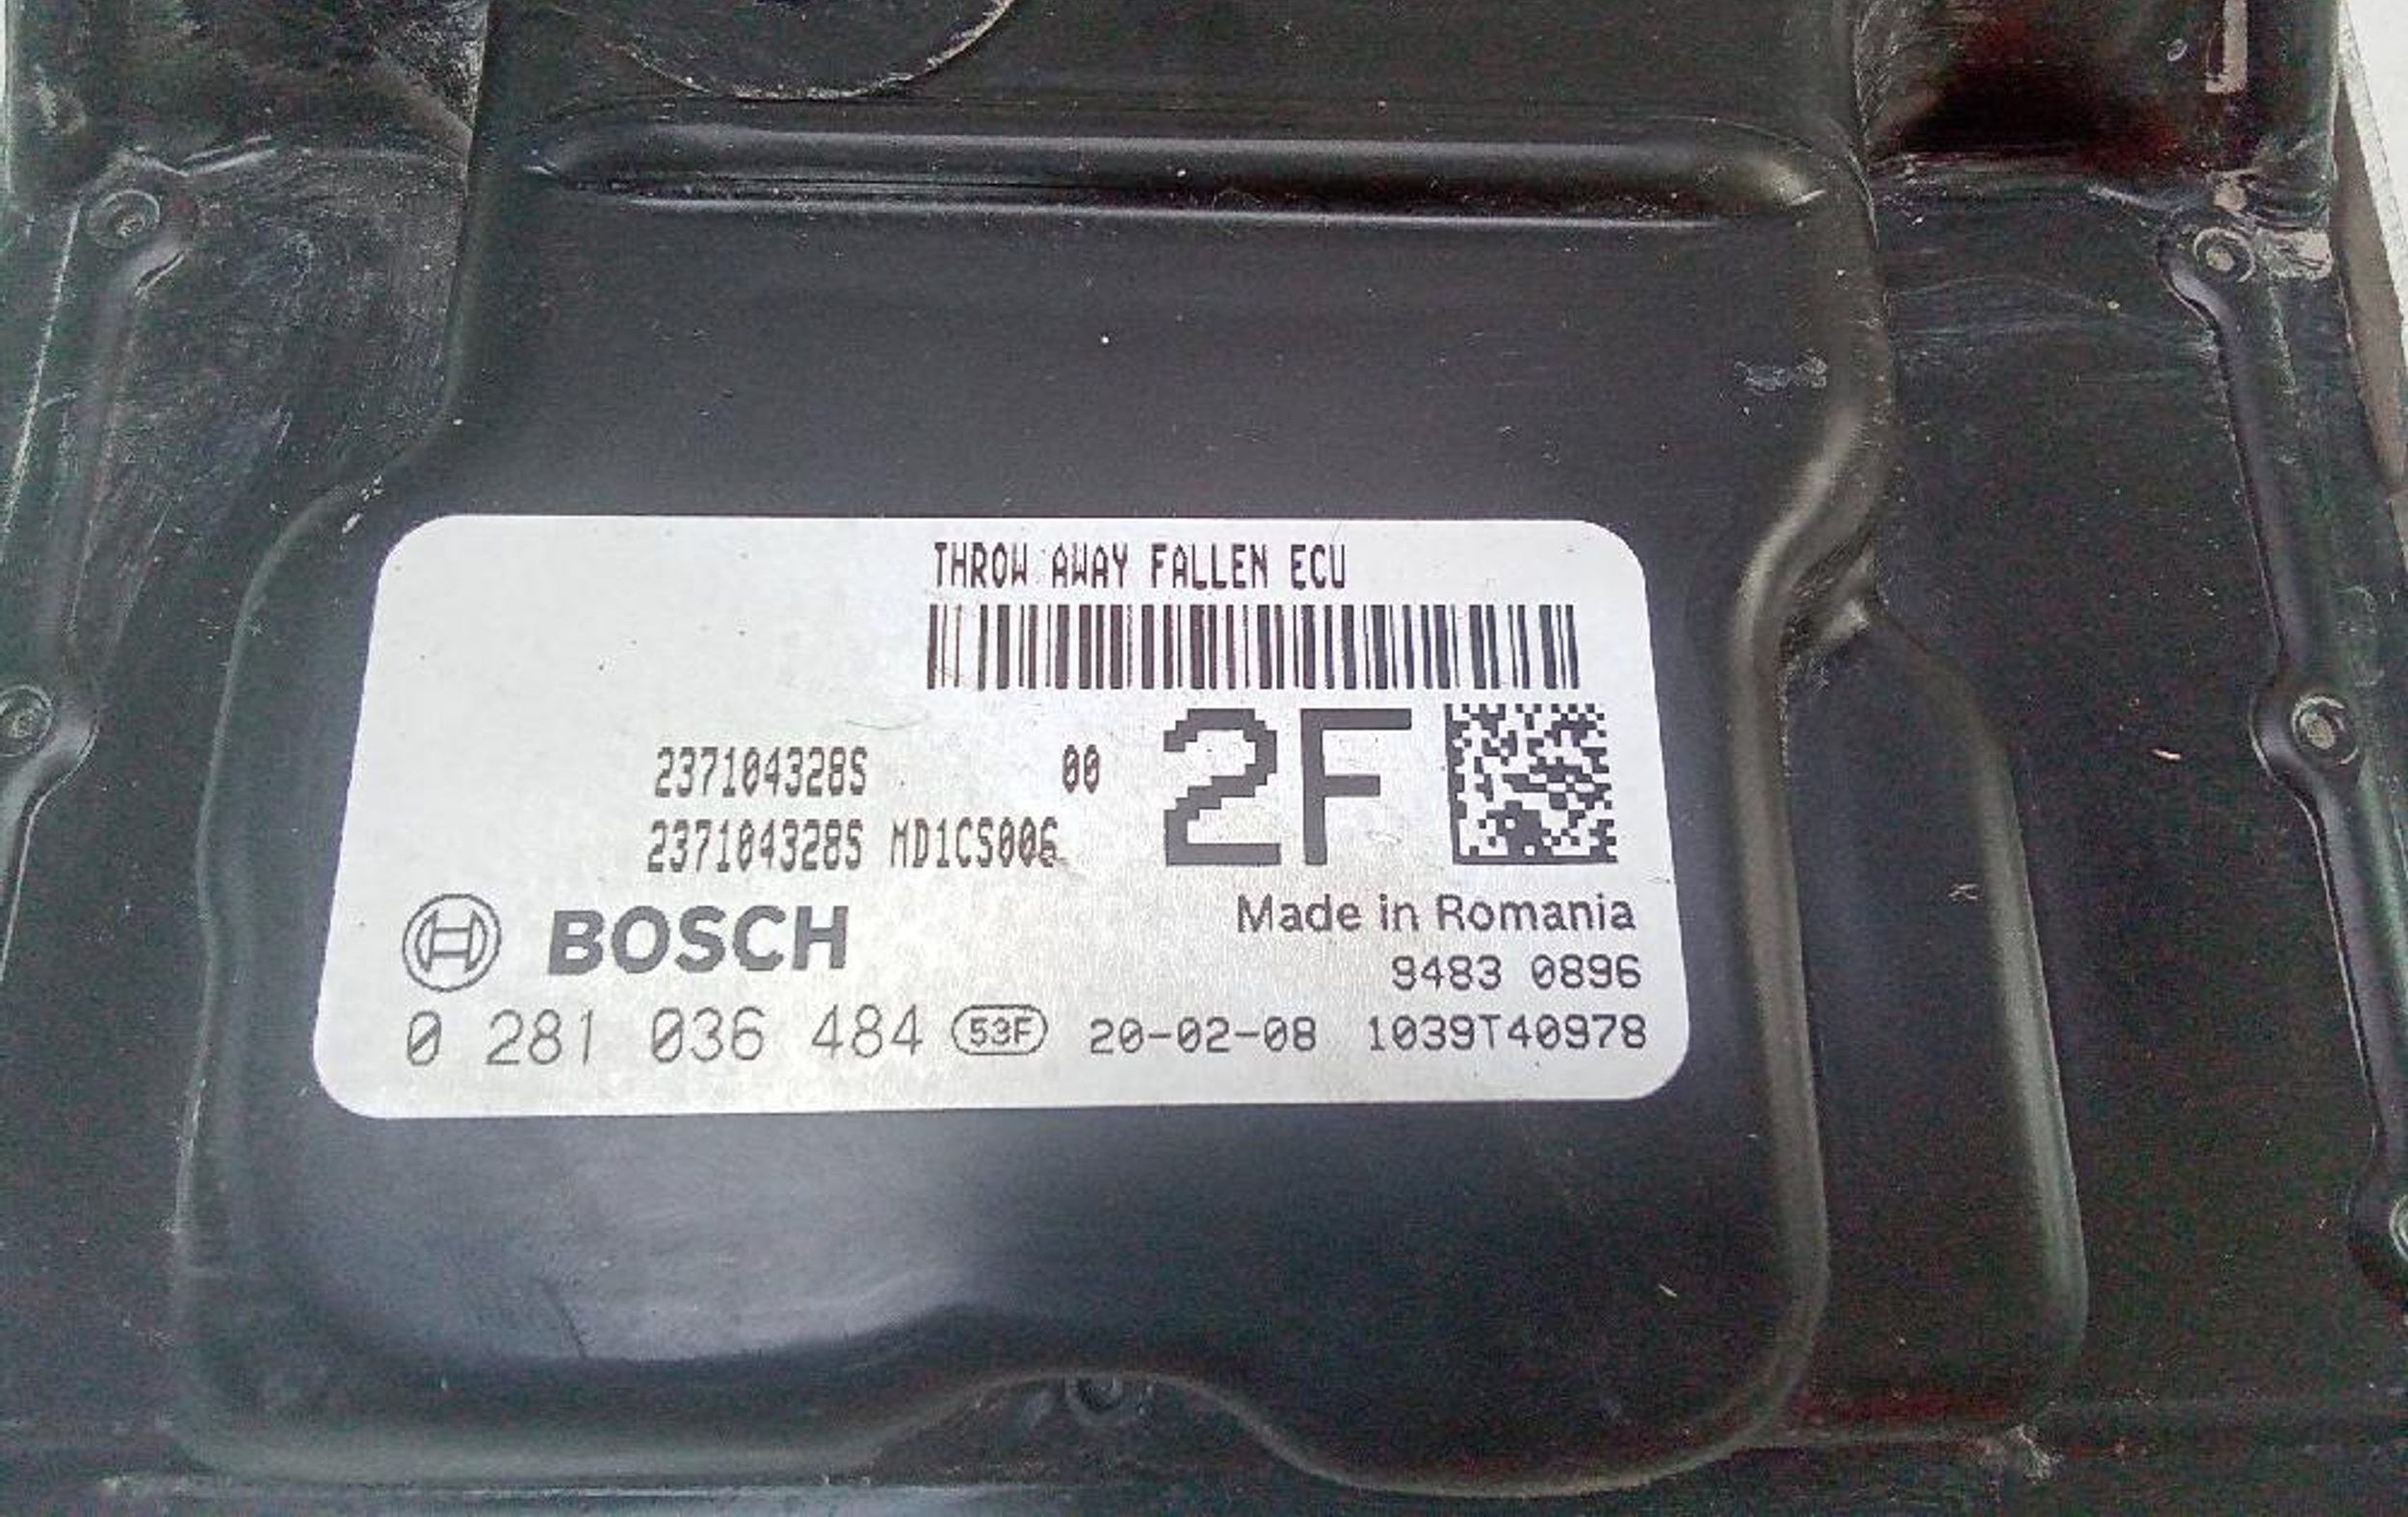 THROW AWAY FALLEN ECU
237104328S 00 2F
237104328S MD1CS006
BOSCH
Made in Romania
9483 0896
0 281 036 484 53F 20-02-08 1039T40978